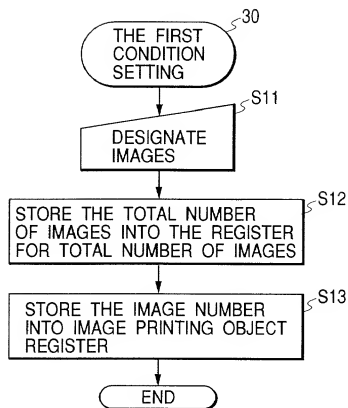 30
THE FIRST
CONDITION
SETTING
S11
DESIGNATE
IMAGES
S12
STORE THE TOTAL NUMBER
OF IMAGES INTO THE REGISTER
FOR TOTAL NUMBER OF IMAGES
S13
STORE THE IMAGE NUMBER
INTO IMAGE PRINTING OBJECT
REGISTER
END